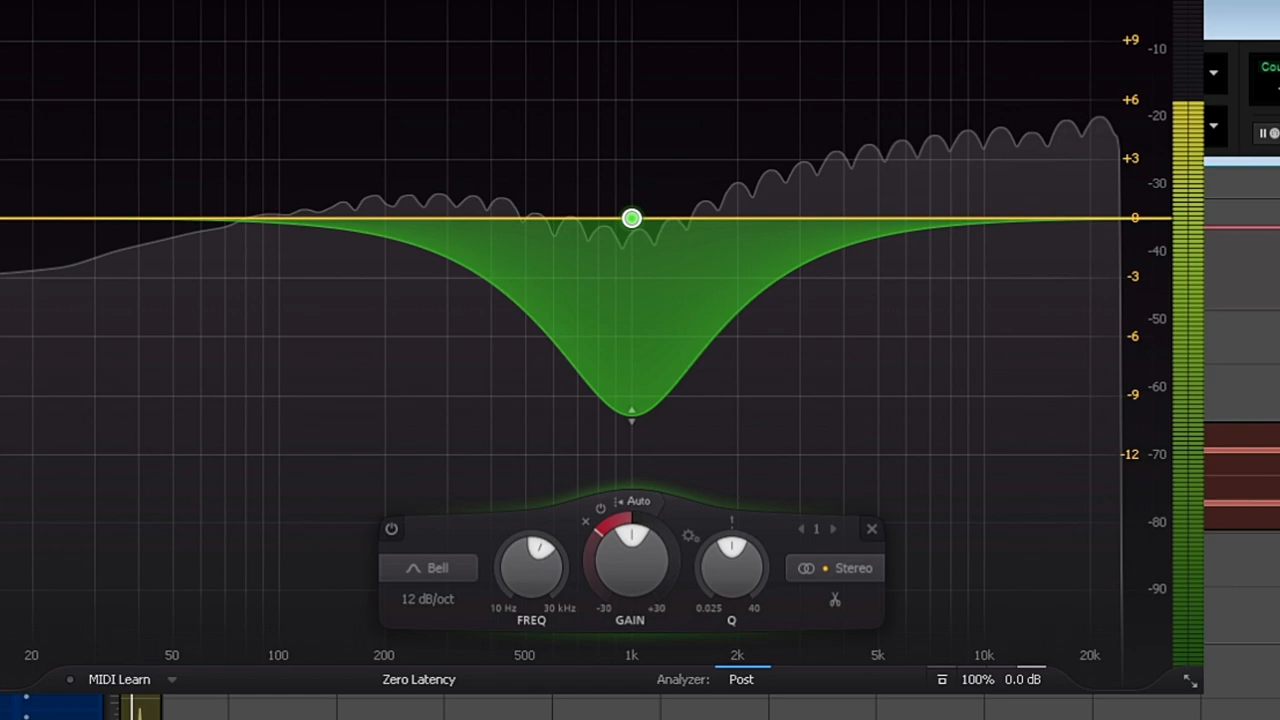 +9 -10
+6 -20
+3 -30
0 -40
-3 -50
-6 -60
-9
-12 -70
-80
-90
Auto
1
Bell
12 dB/oct
10 Hz 30 kHz
FREQ
-30 +30
GAIN
0.025 40
Q
Stereo
20 50 100 200 500 1k 2k 5k 10k 20k
MIDI Learn Zero Latency Analyzer: Post 100% 0.0 dB